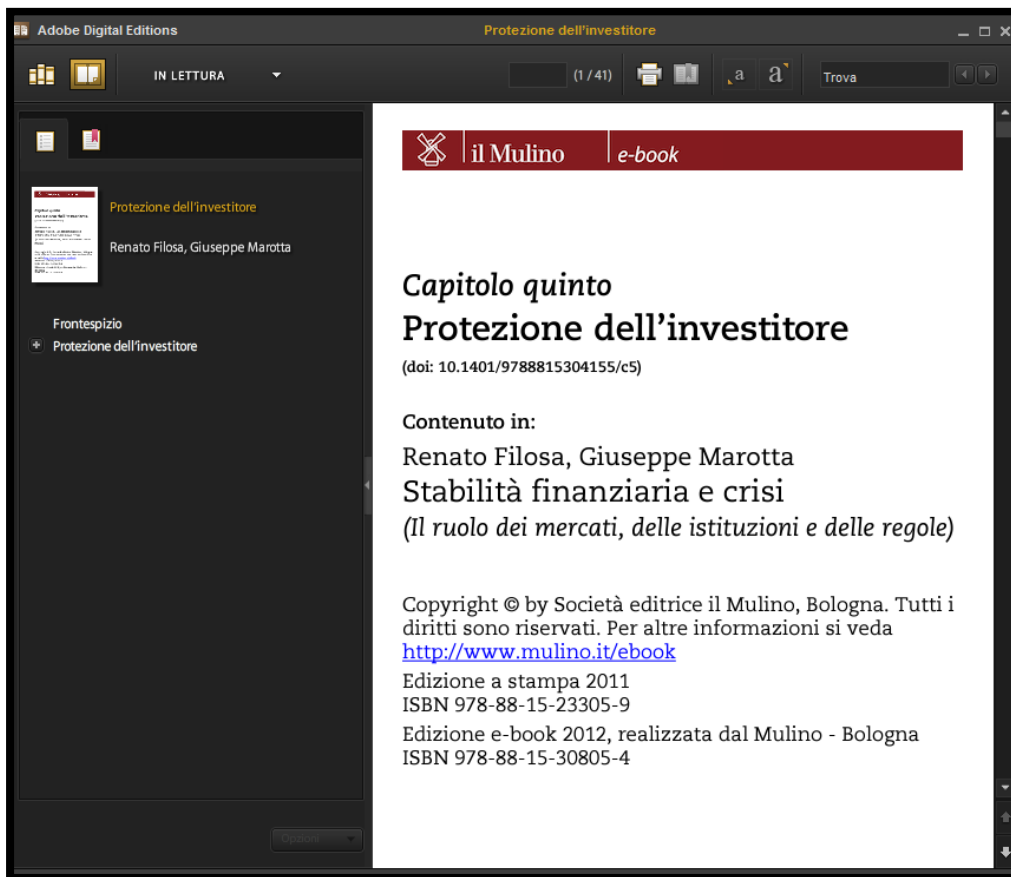 Adobe Digital Editions
Protezione dell'investitore
IN LETTURA
(1 / 41)
a
a
Trova
Protezione dell'investitore
Renato Filosa, Giuseppe Marotta
Frontespizio
Protezione dell'investitore
il Mulino
e-book
Capitolo quinto
Protezione dell'investitore
(doi: 10.1401/9788815304155/c5)
Contenuto in:
Renato Filosa, Giuseppe Marotta
Stabilità finanziaria e crisi
(Il ruolo dei mercati, delle istituzioni e delle regole)
Copyright © by Società editrice il Mulino, Bologna. Tutti i
diritti sono riservati. Per altre informazioni si veda
http://www.mulino.it/ebook
Edizione a stampa 2011
ISBN 978-88-15-23305-9
Edizione e-book 2012, realizzata dal Mulino - Bologna
ISBN 978-88-15-30805-4
Opzioni